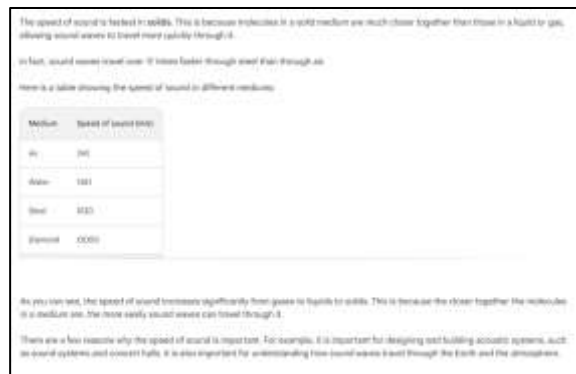 The speed of sound is fastest in solids. This is because molecules in a solid medium are much closer together than those in a liquid or gas,
allowing sound waves to travel more quickly through it.
In fact, sound waves travel over 17 times faster through steel than through air.
Here is a table showing the speed of sound in different mediums:
Medium Speed of sound (m/s)
Air
Water
Steel
Diamond
As you can see, the speed of sound increases significantly from gases to liquids to solids. This is because the closer together the molecules
in a medium are, the more easily sound waves can travel through it.
There are a few reasons why the speed of sound is important. For example, it is important for designing and building acoustic systems, such
as sound systems and concert halls. It is also important for understanding how sound waves travel through the Earth and the atmosphere.